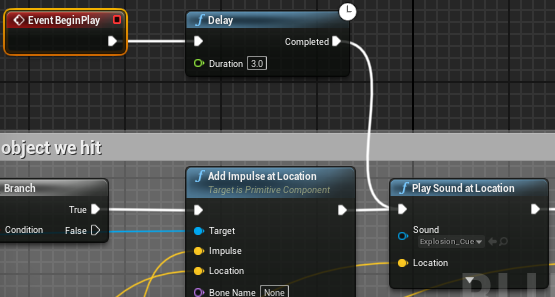 Event BeginPlay
Delay
Completed
Duration 3.0
object we hit
Branch
True
Condition False
Add Impulse at Location
Target is Primitive Component
Target
Impulse
Location
Bone Name None
Play Sound at Location
Sound
Explosion_Cue
Location